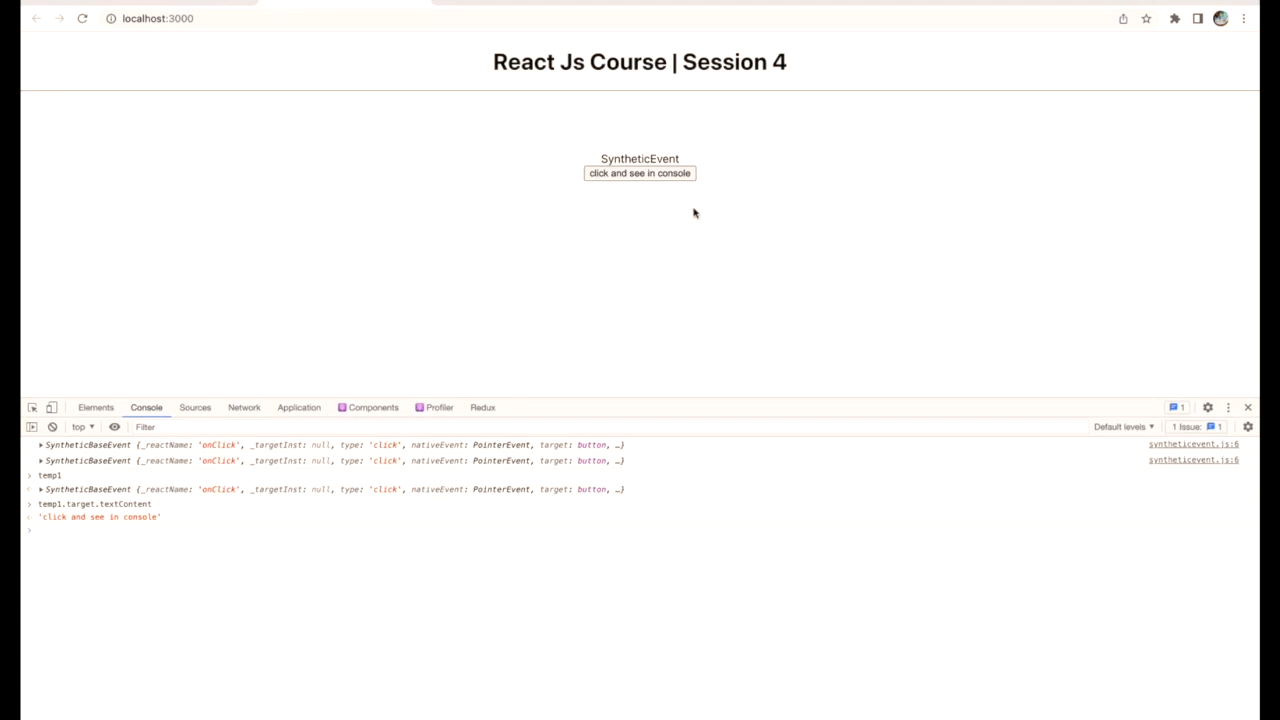 localhost:3000
React Js Course | Session 4
SyntheticEvent
click and see in console
Elements Console Sources Network Application Components Profiler Redux 1
top Filter Default levels 1 Issue: 1
SyntheticBaseEvent {_reactName: 'onClick', _targetInst: null, type: 'click', nativeEvent: PointerEvent, target: button, …} syntheticevent.js:6
SyntheticBaseEvent {_reactName: 'onClick', _targetInst: null, type: 'click', nativeEvent: PointerEvent, target: button, …} syntheticevent.js:6
temp1
SyntheticBaseEvent {_reactName: 'onClick', _targetInst: null, type: 'click', nativeEvent: PointerEvent, target: button, …}
temp1.target.textContent
'click and see in console'